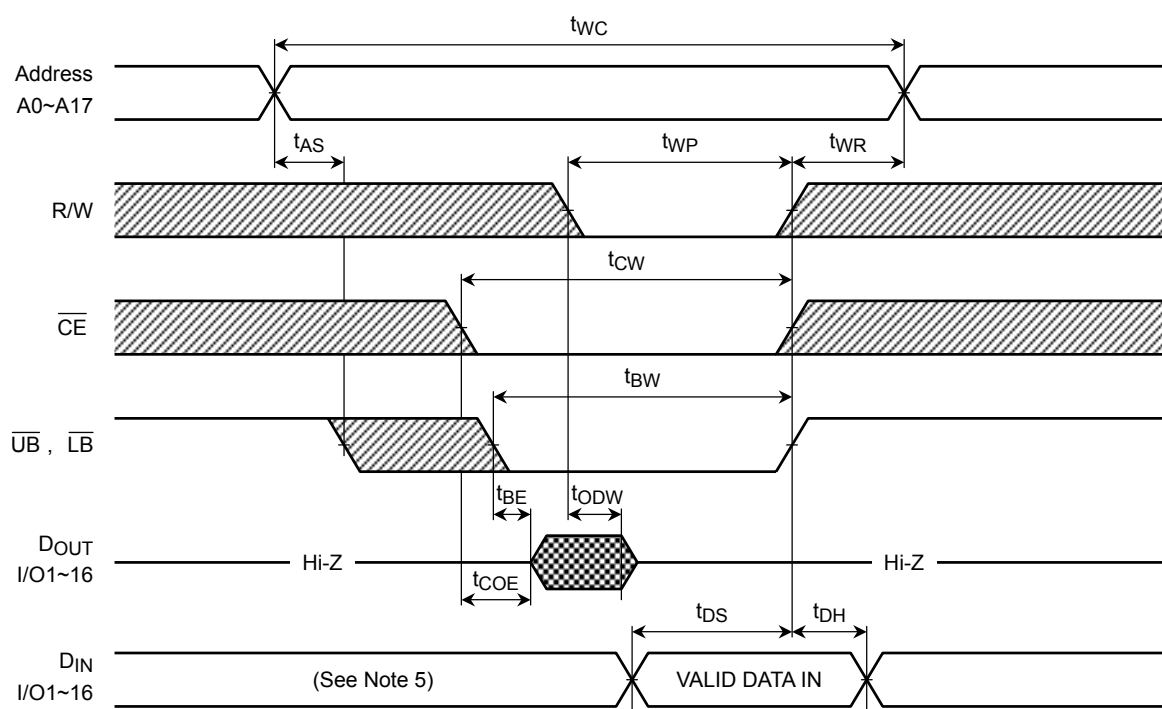 tWC
Address
A0~A17
tAS
tWP
tWR
R/W
tCW
CE
tBW
UB , LB
tBE
tODW
DOUT
I/O1~16
Hi-Z
Hi-Z
tCOE
tDS
tDH
DIN
I/O1~16
(See Note 5)
VALID DATA IN